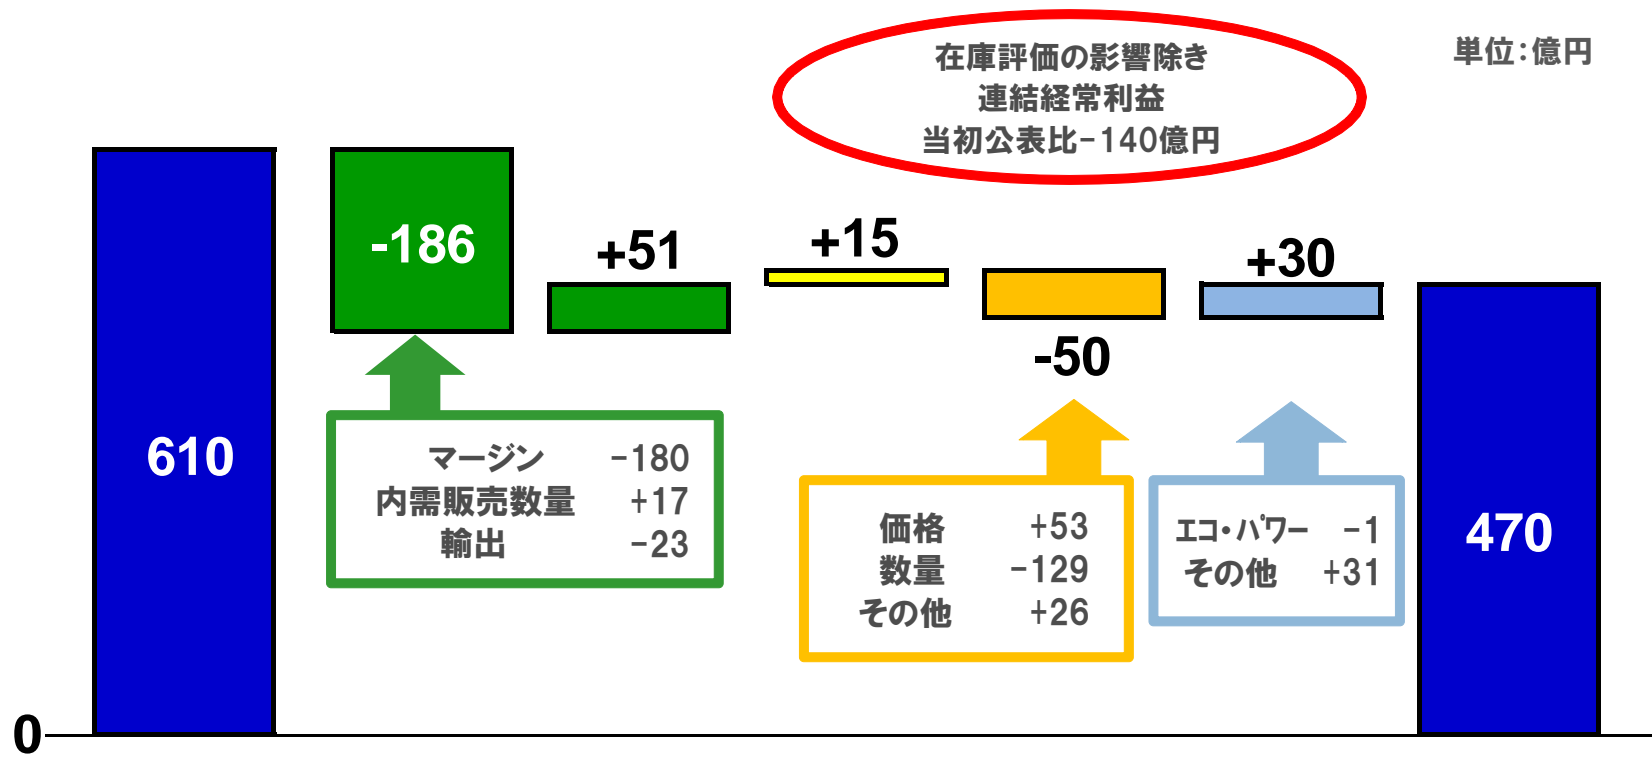 在庫評価の影響除き
連結経常利益
当初公表比-140億円
単位:億円
610
-186
+51
+15
-50
+30
470
マージン -180
内需販売数量 +17
輸出 -23
価格 +53
数量 -129
その他 +26
エコ・パワー -1
その他 +31
0